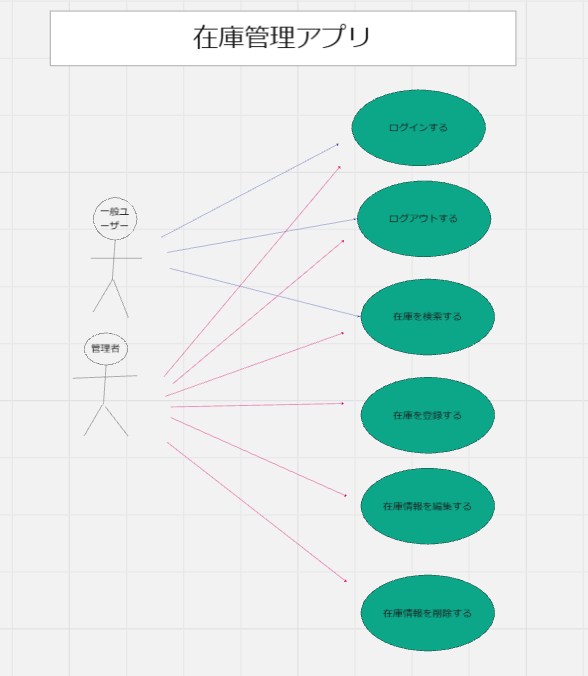 在庫管理アプリ
ログインする
一般ユ
ーザー
ログアウトする
在庫を検索する
管理者
在庫を登録する
在庫情報を編集する
在庫情報を削除する